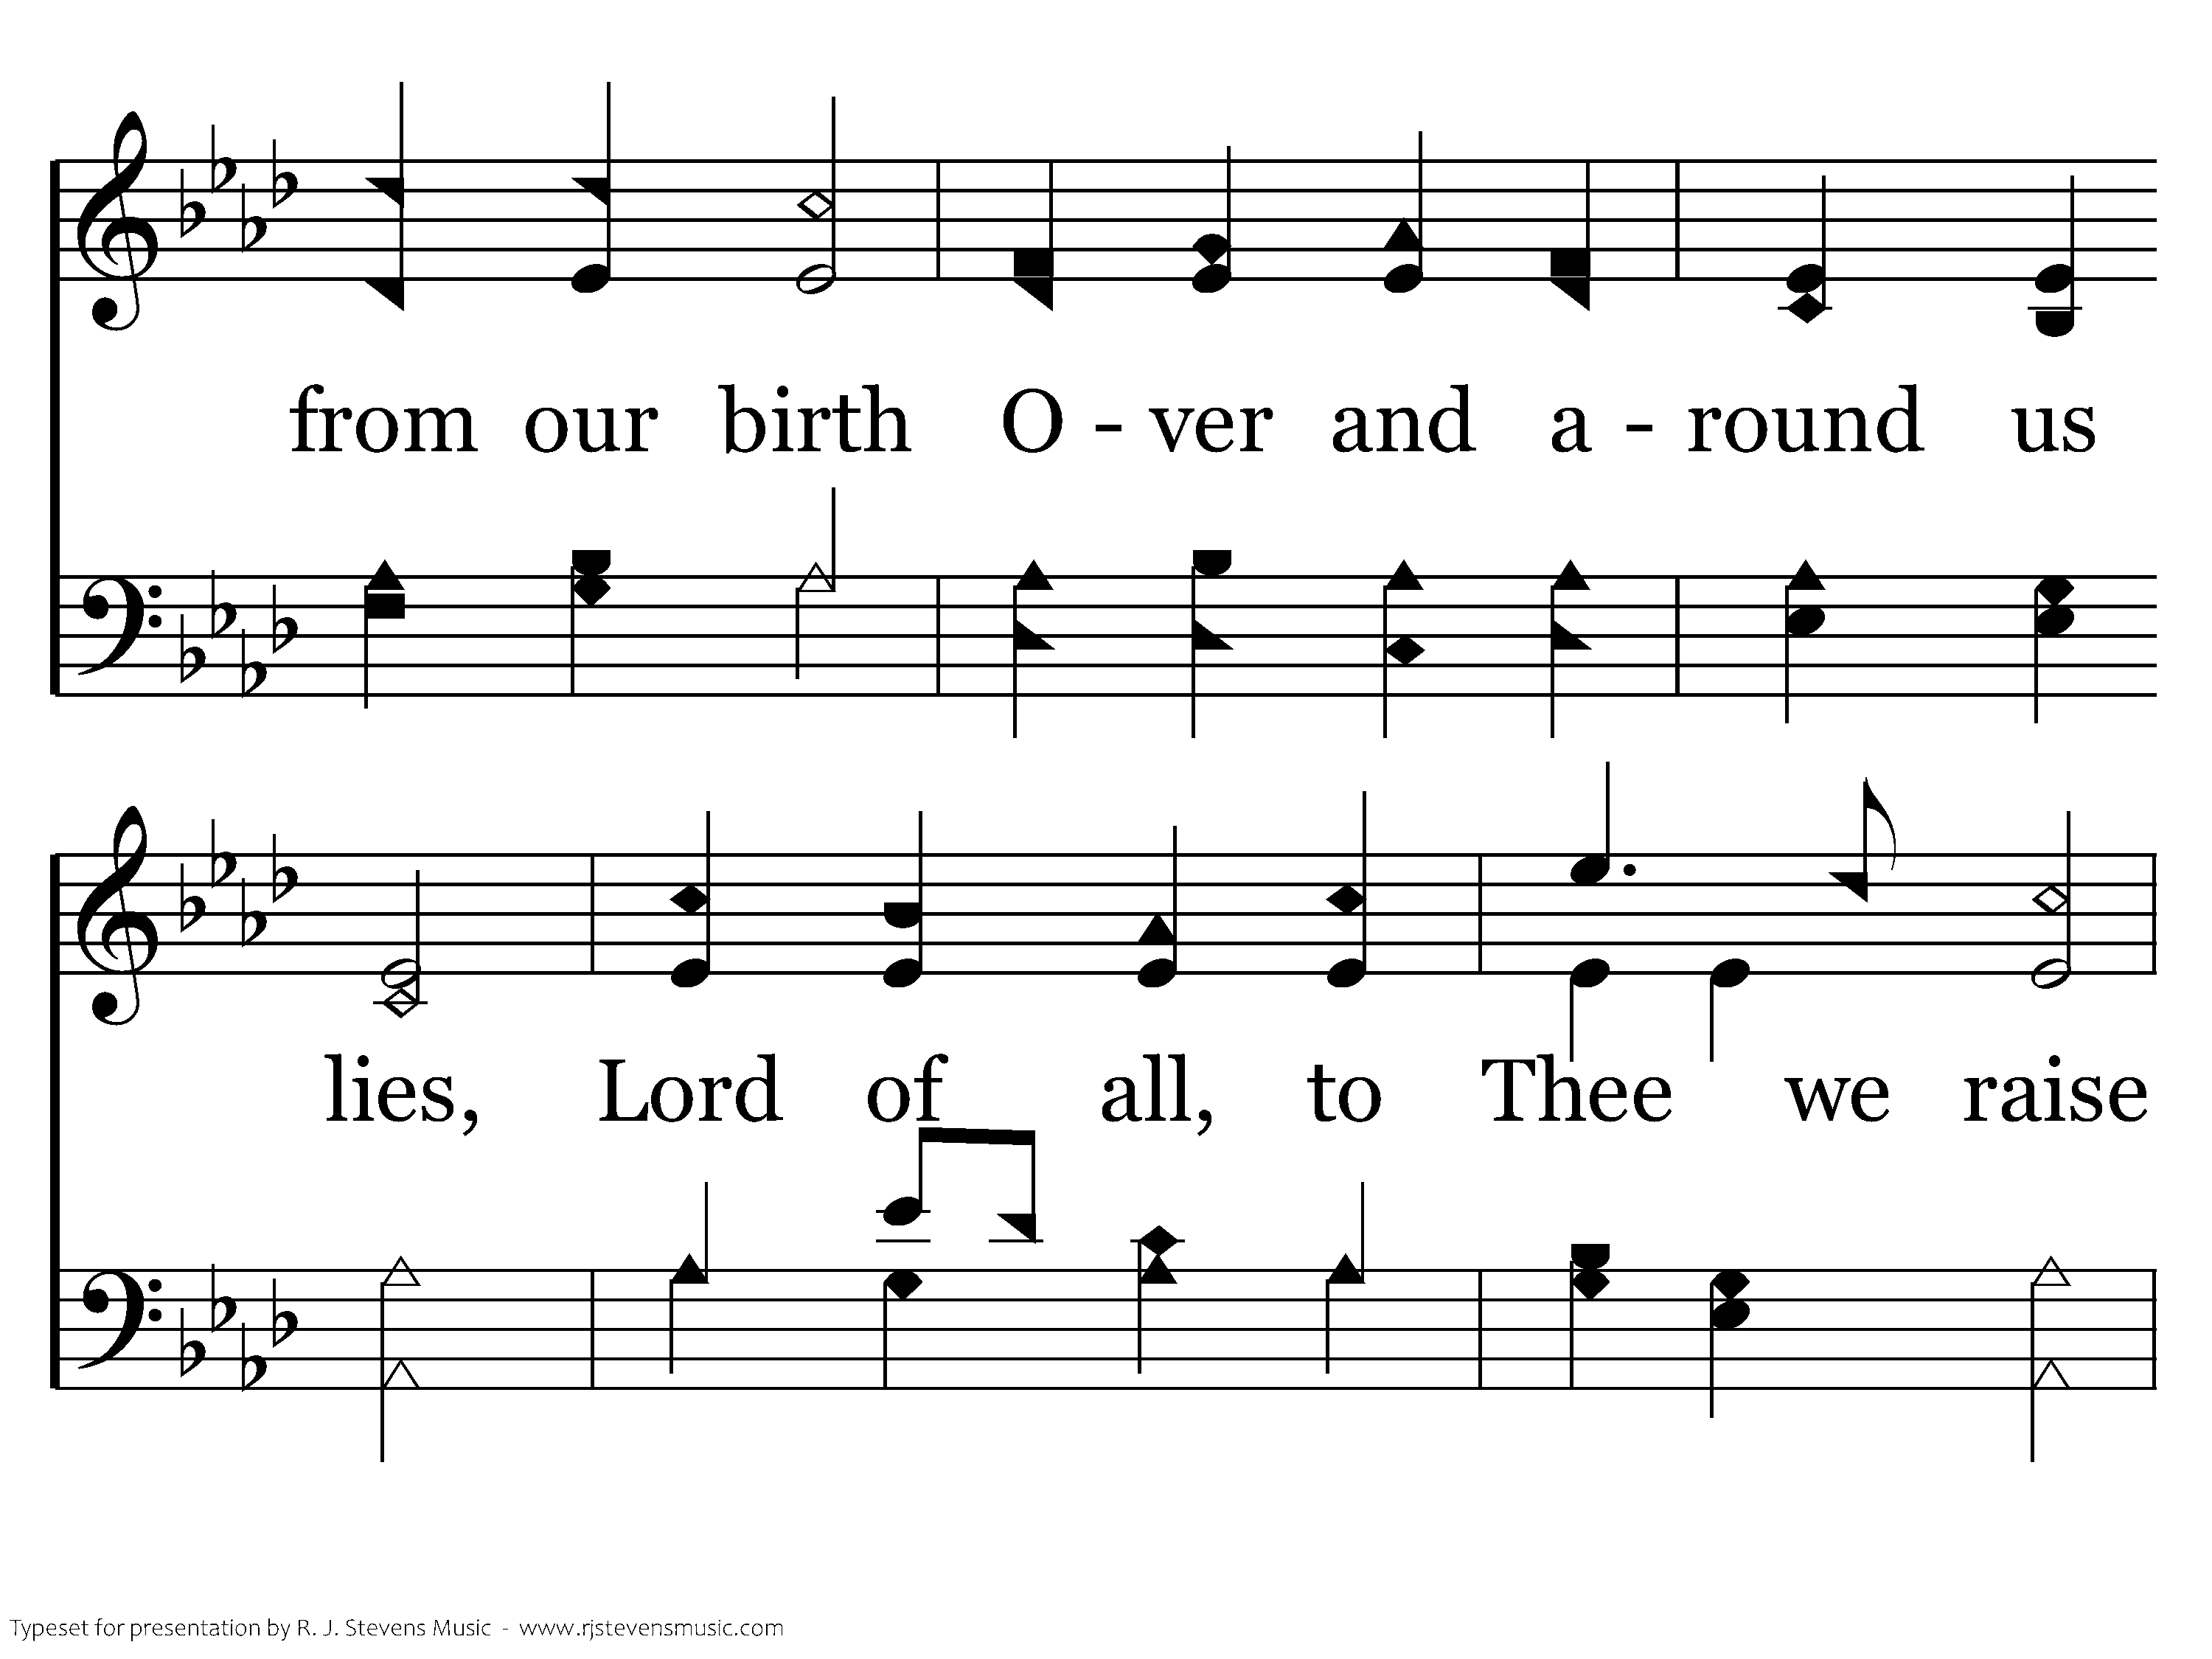 from our birth O - ver and a - round us
lies, Lord of all, to Thee we raise
Typeset for presentation by R. J. Stevens Music - www.rjstevensmusic.com